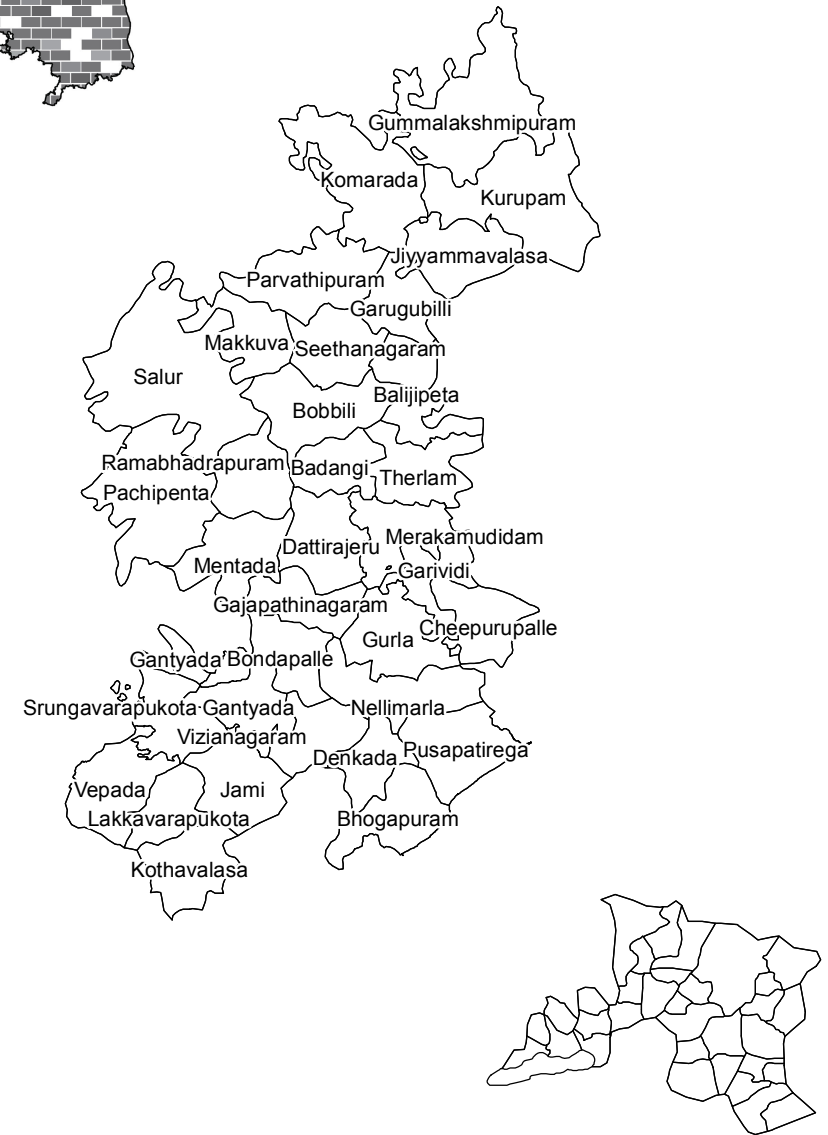 Gummalakshmipuram
Komarada
Kurupam
Jiyyammavalasa
Parvathipuram
Garugubilli
Makkuva
Seethanagaram
Salur
Balijipeta
Bobbili
Ramabhadrapuram
Badangi
Therlam
Pachipenta
Merakamudidam
Dattirajeru
Mentada
Garividi
Gajapathinagaram
Cheepurupalle
Gurla
Gantyada
Bondapalle
Srungavarapukota
Gantyada
Nellimarla
Vizianagaram
Denkada
Pusapatirega
Vepada
Jami
Lakkavarapukota
Bhogapuram
Kothavalasa